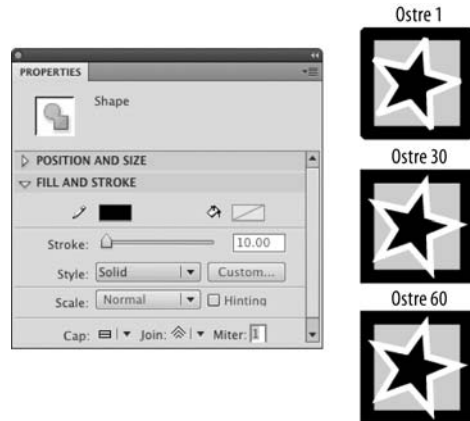 PROPERTIES
Shape
POSITION AND SIZE
FILL AND STROKE
Stroke: 10.00
Style: Solid Custom...
Scale: Normal Hinting
Cap: Join: Miter: 1
Ostre 1
Ostre 30
Ostre 60